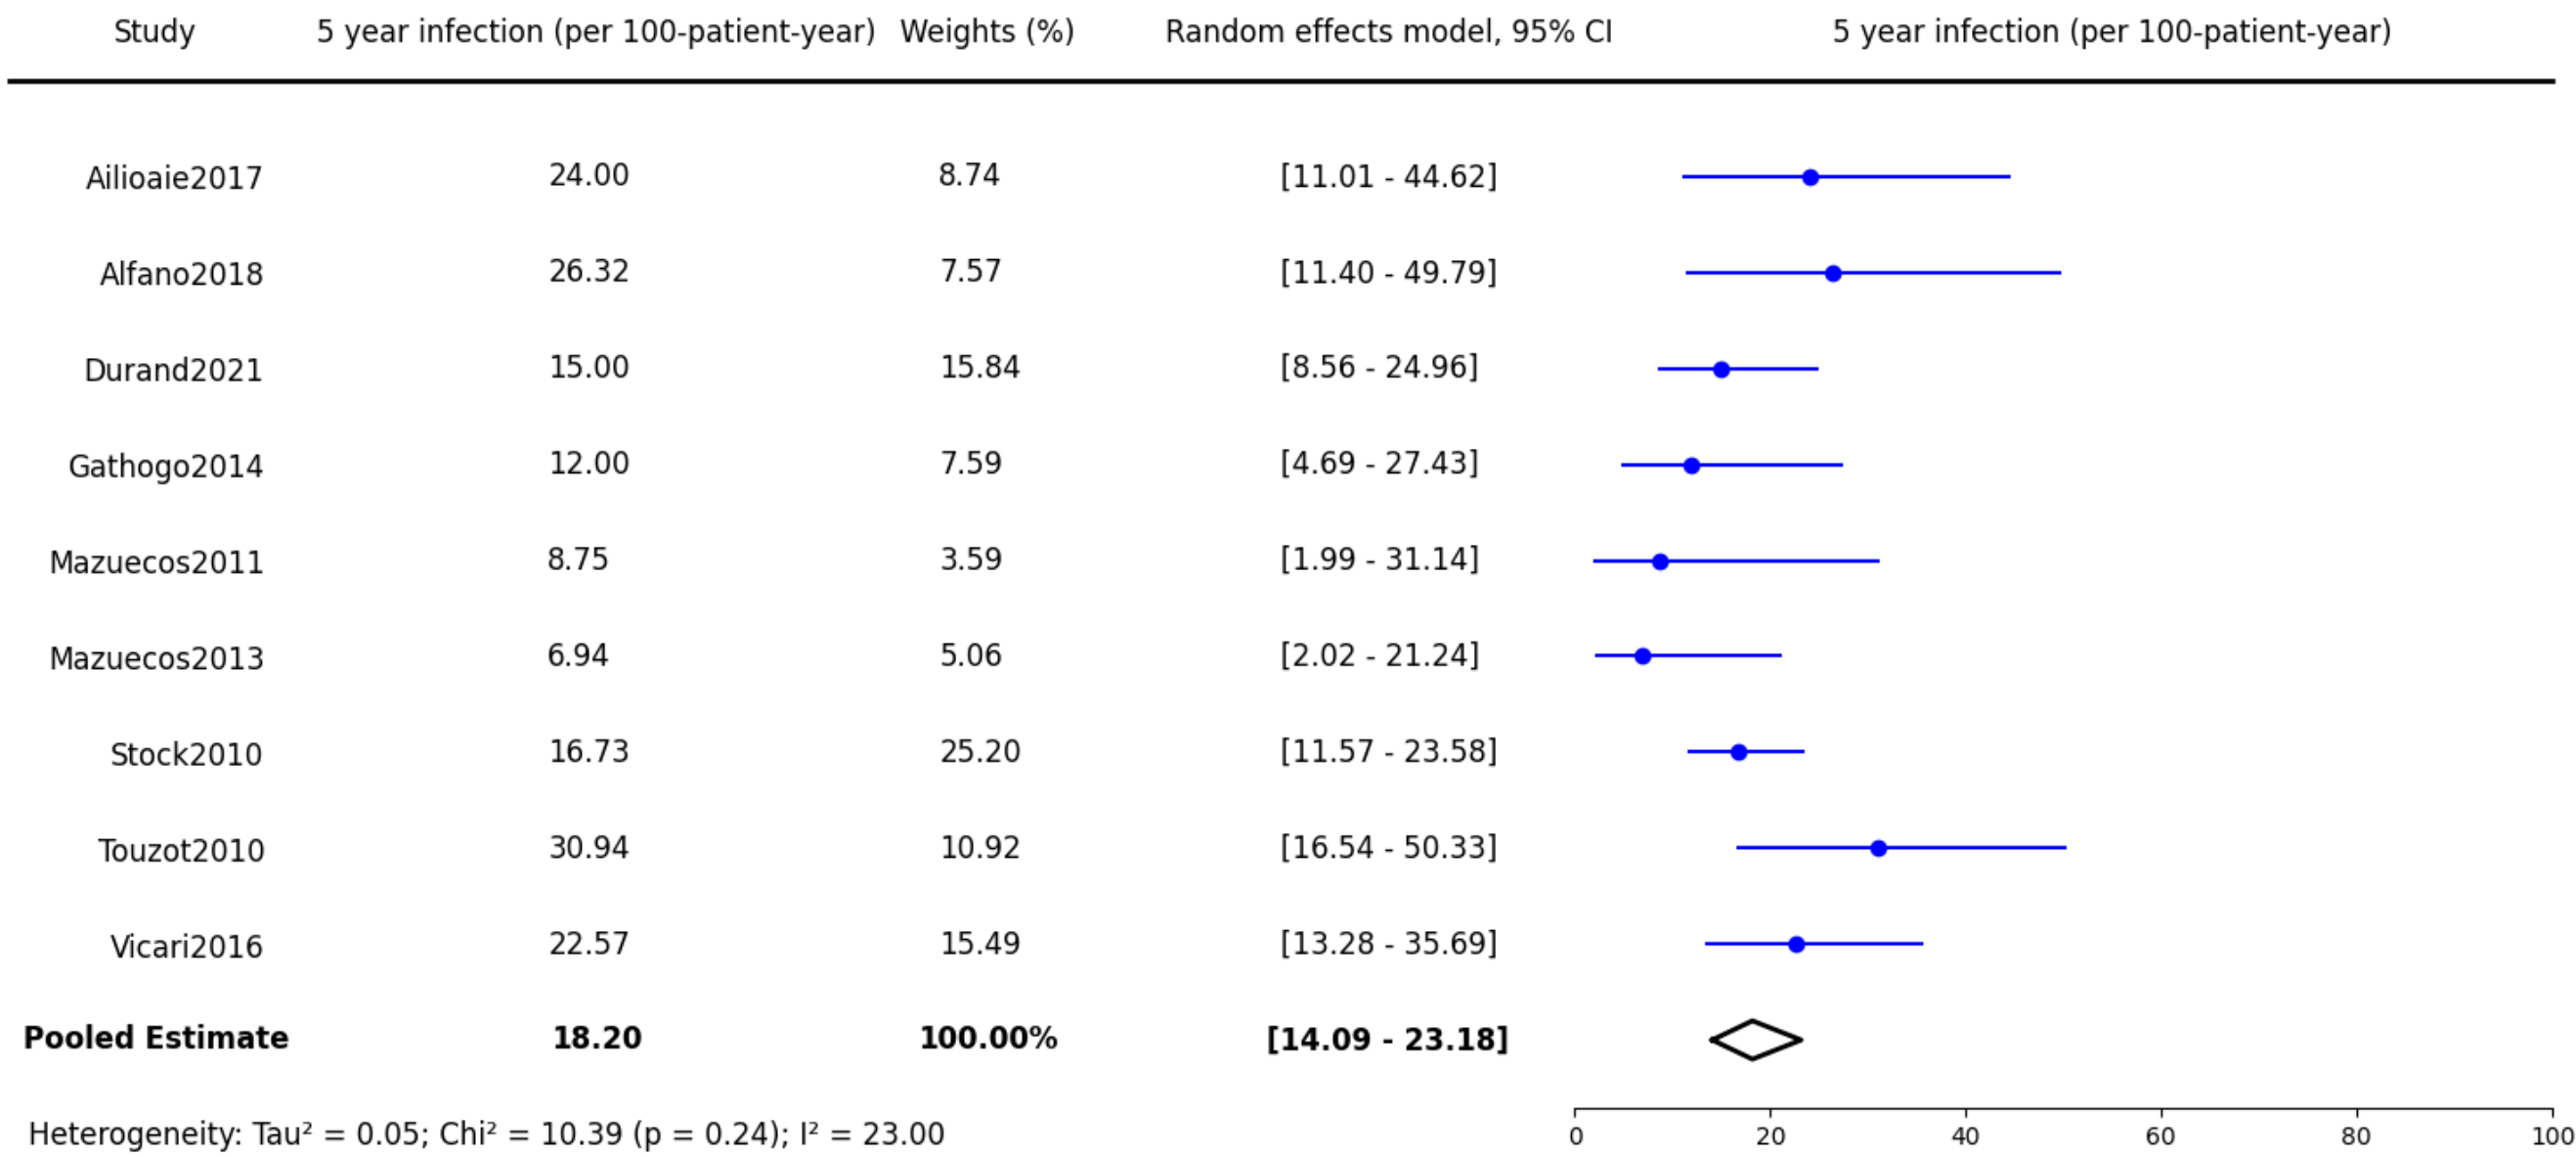 Study 5 year infection (per 100-patient-year) Weights (%) Random effects model, 95% CI 5 year infection (per 100-patient-year)
Ailioaie2017 24.00 8.74 [11.01 - 44.62]
Alfano2018 26.32 7.57 [11.40 - 49.79]
Durand2021 15.00 15.84 [8.56 - 24.96]
Gathogo2014 12.00 7.59 [4.69 - 27.43]
Mazuecos2011 8.75 3.59 [1.99 - 31.14]
Mazuecos2013 6.94 5.06 [2.02 - 21.24]
Stock2010 16.73 25.20 [11.57 - 23.58]
Touzot2010 30.94 10.92 [16.54 - 50.33]
Vicari2016 22.57 15.49 [13.28 - 35.69]
Pooled Estimate 18.20 100.00% [14.09 - 23.18]
Heterogeneity: Tau² = 0.05; Chi² = 10.39 (p = 0.24); I² = 23.00
0 20 40 60 80 100